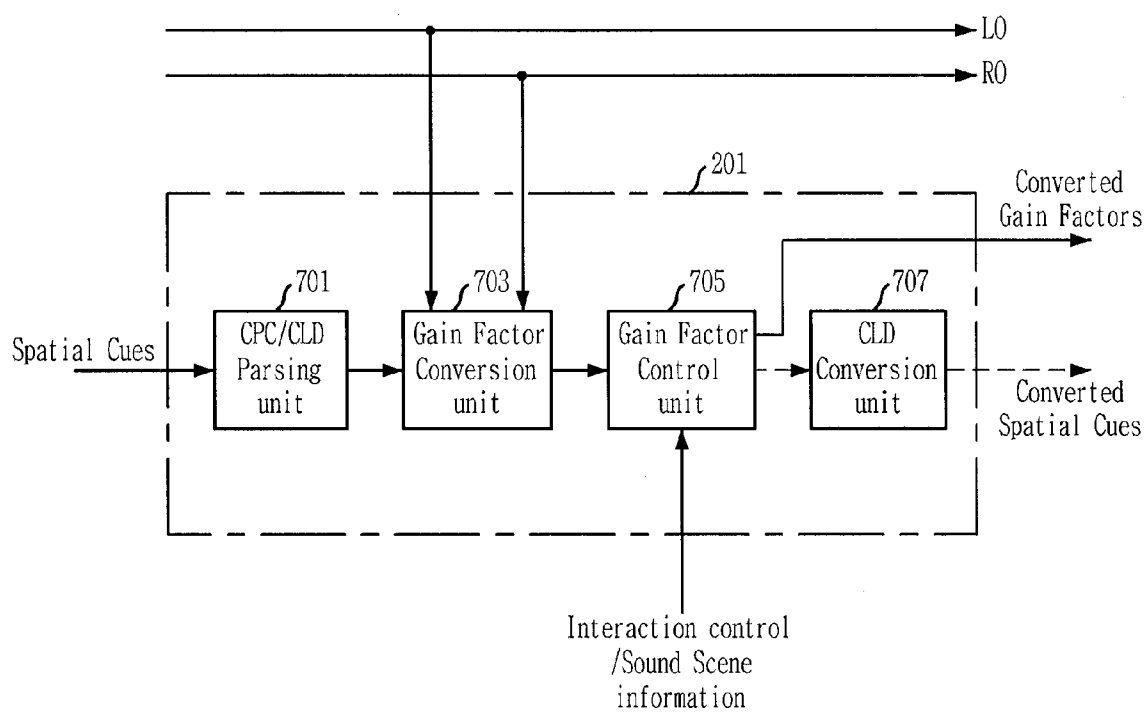 LO
RO
201
Converted
Gain Factors
701
703
705
707
Spatial Cues
CPC/CLD
Parsing
unit
Gain Factor
Conversion
unit
Gain Factor
Control
unit
CLD
Conversion
unit
Converted
Spatial Cues
Interaction control
/Sound Scene
information